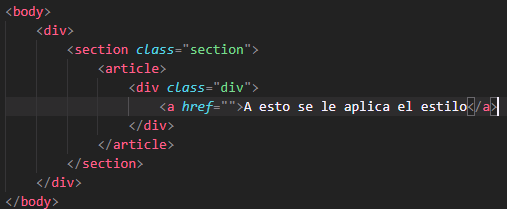 <body>
<div>
<section class="section">
<article>
<div class="div">
<a href="">A esto se le aplica el estilo</a>
</div>
</article>
</section>
</div>
</body>